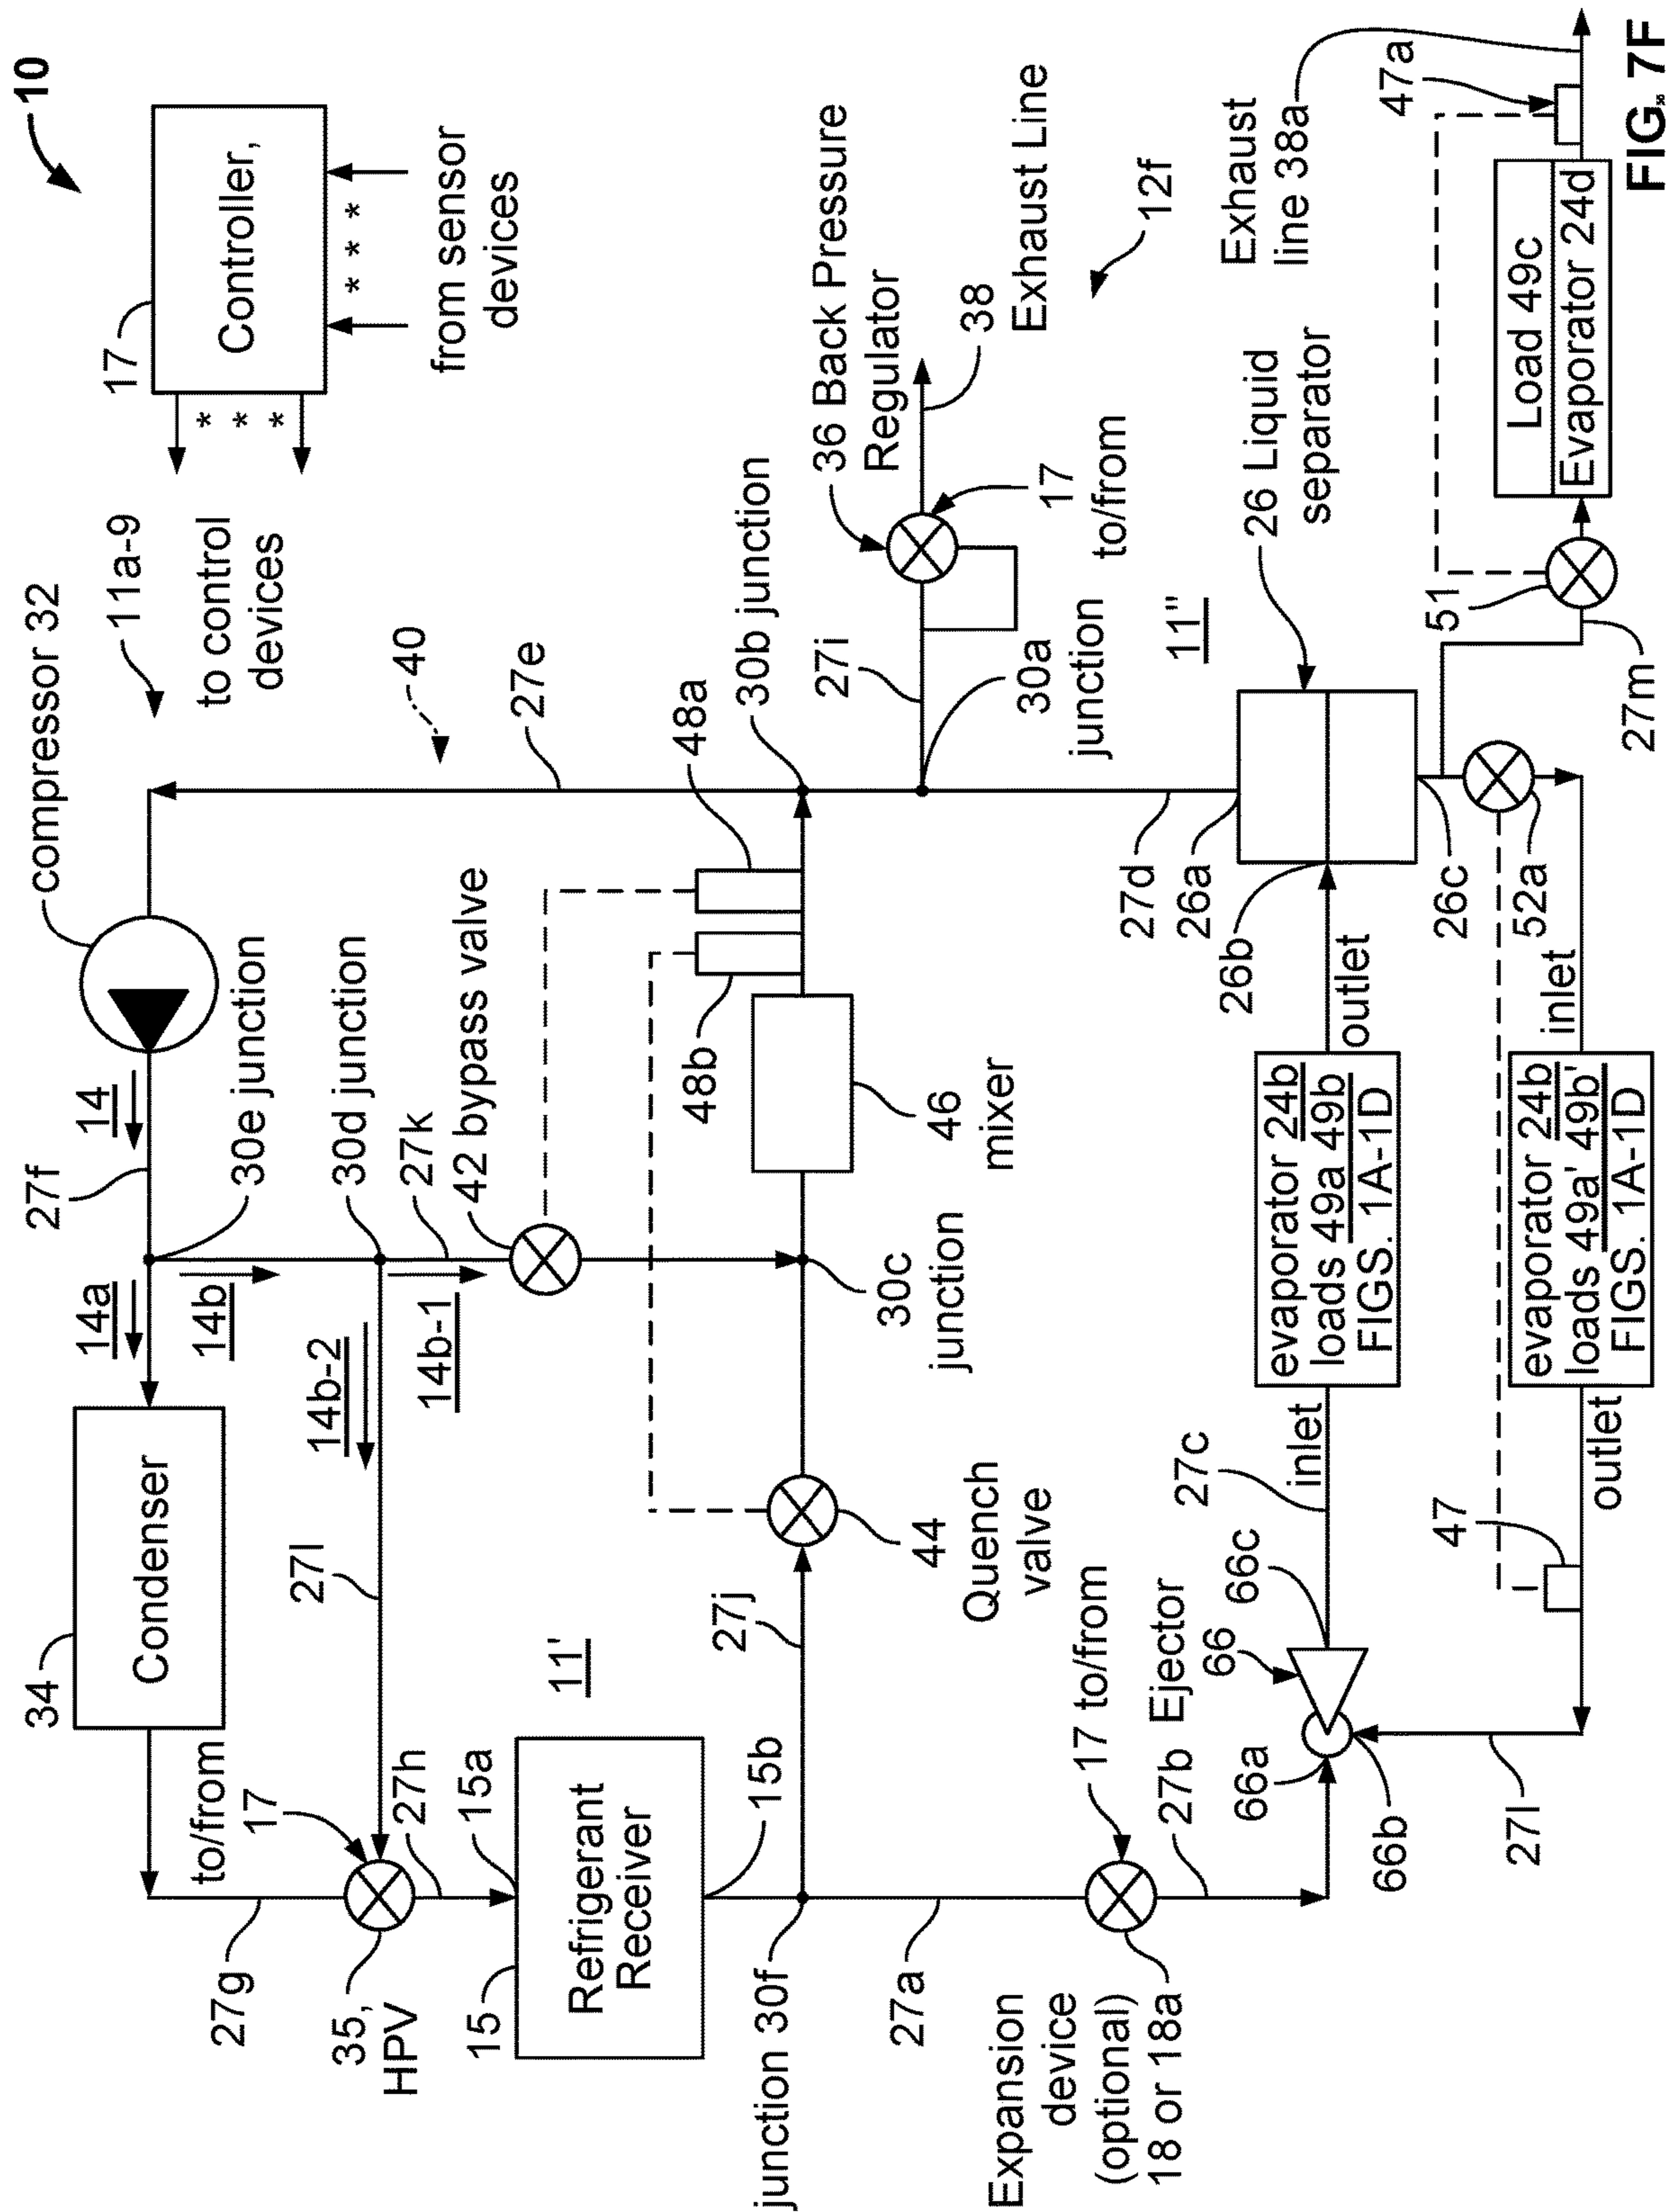 10
17
Controller,
* * *
* * *
from sensor
devices
11a-9
to control
devices
compressor 32
40
27e
14
27f
30e junction
14a
14b
30d junction
27k
42 bypass valve
14b-2
14b-1
34
Condenser
to/from
17
27g
35,
HPV
27h
27l
11'
15a
15
Refrigerant
Receiver
15b
junction 30f
27j
44
Quench
valve
30c
junction
46
mixer
48b
48a
30b junction
27i
30a
junction
36 Back Pressure
Regulator
17
to/from
38
Exhaust Line
12f
27a
Expansion
device
(optional)
18 or 18a
17 to/from
27b
Ejector
66a
66
66b
66c
27c
inlet
evaporator 24b
loads 49a 49b
FIGS. 1A-1D
outlet
26b
26a
27d
11"
26 Liquid
separator
26c
52a
inlet
evaporator 24b
loads 49a' 49b'
FIGS. 1A-1D
outlet
47
27l
27m
51
Load 49c
Evaporator 24d
Exhaust
line 38a
47a
FIG. 7F